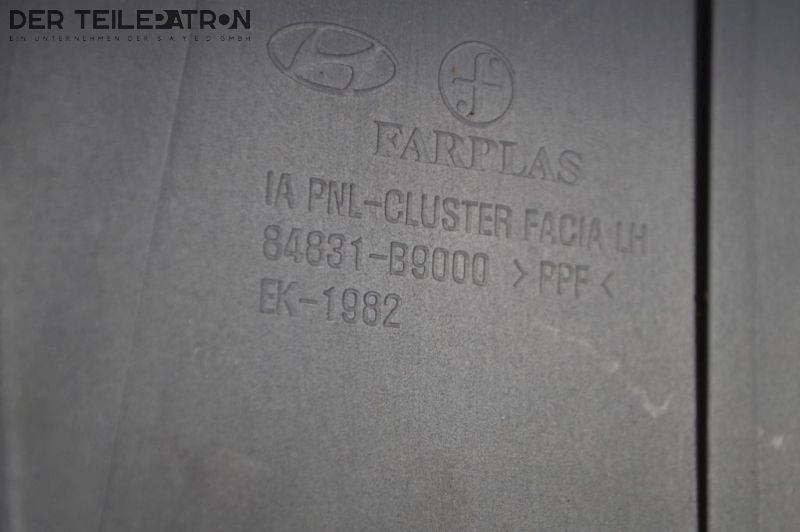 DER TEILEPATRON
EIN UNTERNEHMEN DER S A Y E D GMBH
FARPLAS
IA PNL-CLUSTER FACIA LH
84831-B9000 > PPF <
EK-1982